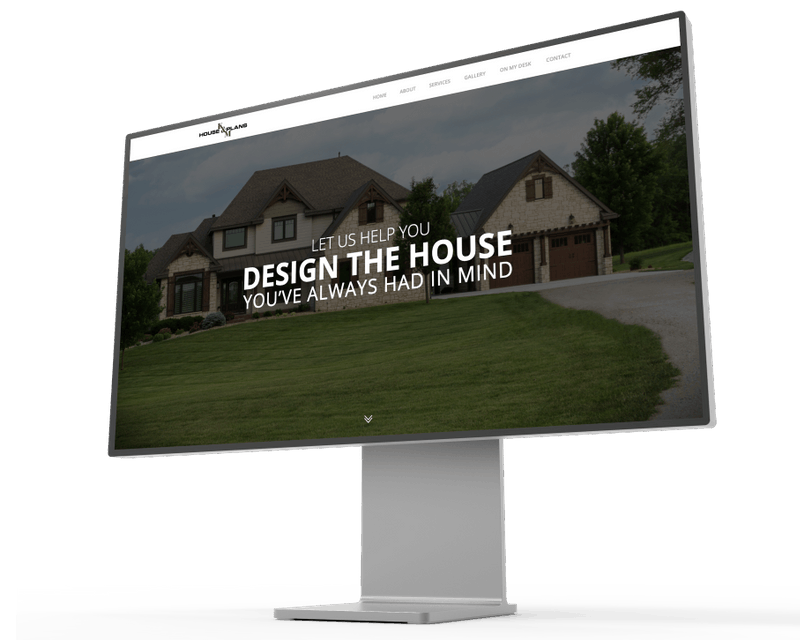 HOME ABOUT SERVICES GALLERY ON MY DESK CONTACT
HOUSE PLANS
LET US HELP YOU
DESIGN THE HOUSE
YOU'VE ALWAYS HAD IN MIND